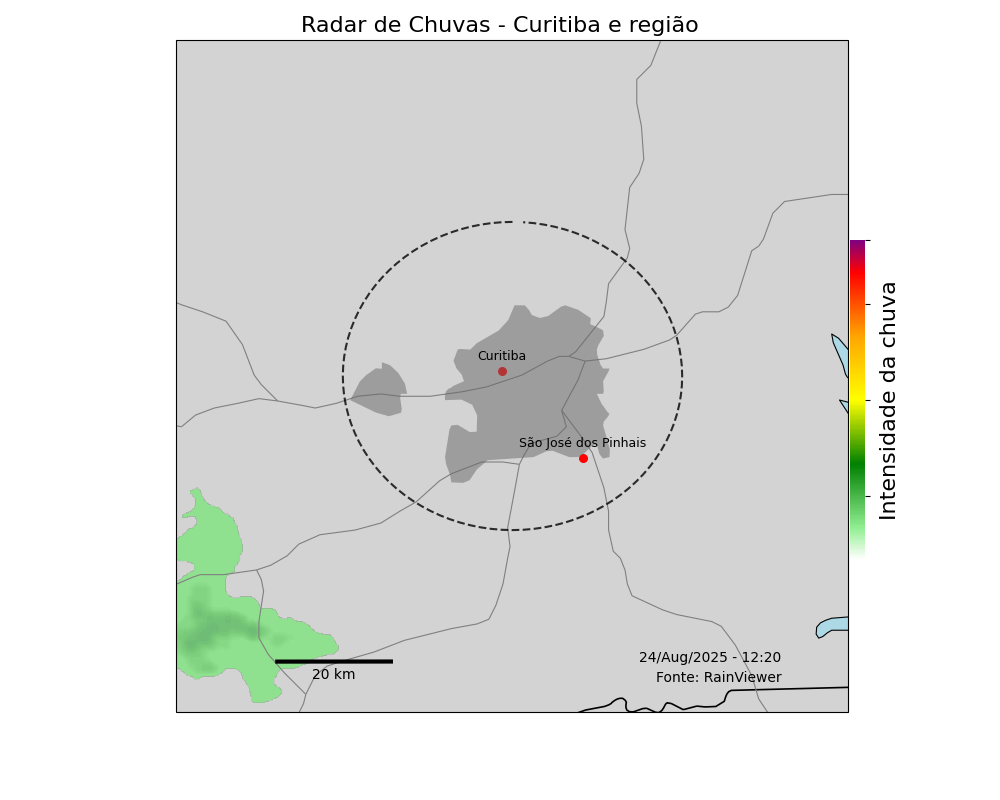 Radar de Chuvas - Curitiba e região
Curitiba
São José dos Pinhais
Intensidade da chuva
20 km
24/Aug/2025 - 12:20
Fonte: RainViewer